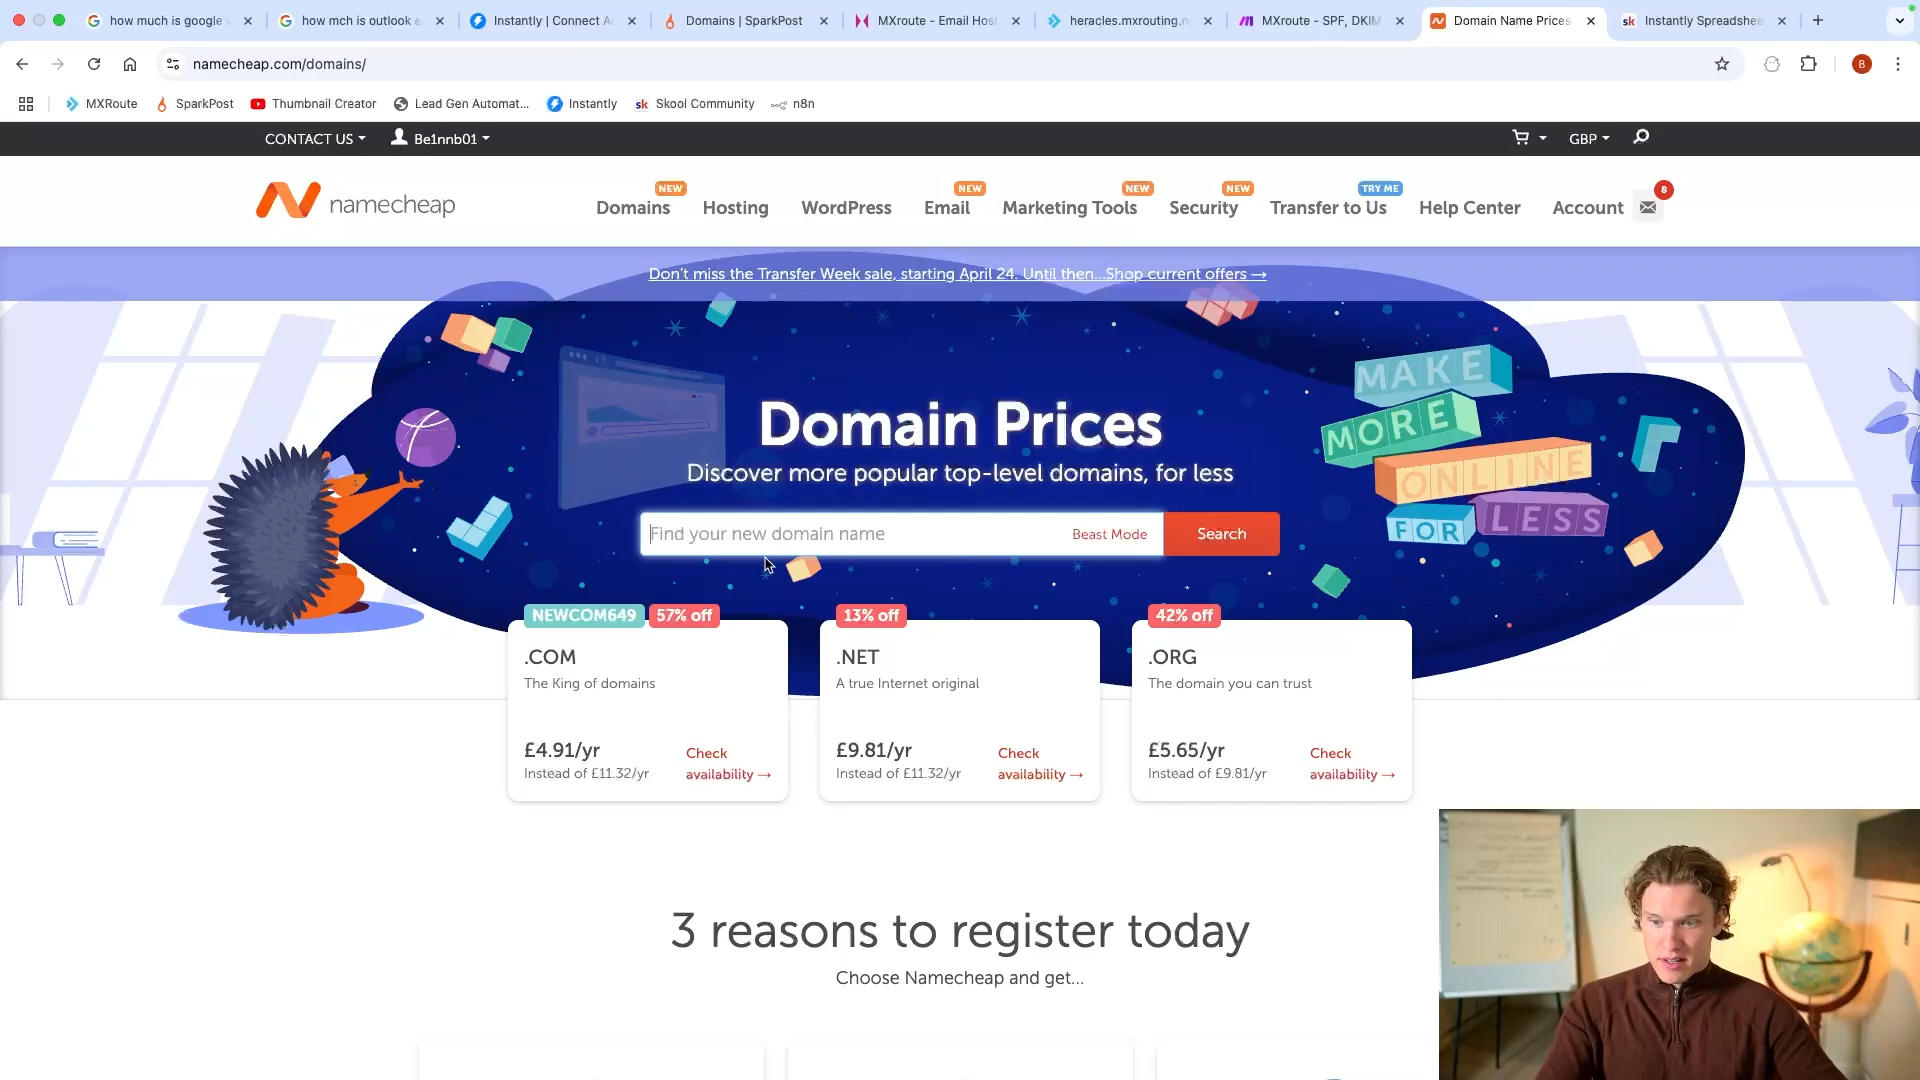 how much is google
how mch is outlook e
Instantly | Connect A
Domains | SparkPost
MXroute - Email Host
heracles.mxrouting.n
MXroute - SPF, DKIM
Domain Name Prices
Instantly Spreadshee
namecheap.com/domains/
B
MXRoute
SparkPost
Thumbnail Creator
Lead Gen Automat...
Instantly
sk Skool Community
n8n
CONTACT US
Be1nnb01
GBP
NEW
NEW
NEW
NEW
TRY ME
8
namecheap
Domains
Hosting
WordPress
Email
Marketing Tools
Security
Transfer to Us
Help Center
Account
Don't miss the Transfer Week sale, starting April 24. Until then...Shop current offers →
MAKE
MORE
ONLINE
FOR LESS
Domain Prices
Discover more popular top-level domains, for less
Find your new domain name
Beast Mode
Search
NEWCOM649 57% off
.COM
The King of domains
£4.91/yr
Instead of £11.32/yr
Check
availability →
13% off
.NET
A true Internet original
£9.81/yr
Instead of £11.32/yr
Check
availability →
42% off
.ORG
The domain you can trust
£5.65/yr
Instead of £9.81/yr
Check
availability →
3 reasons to register today
Choose Namecheap and get...